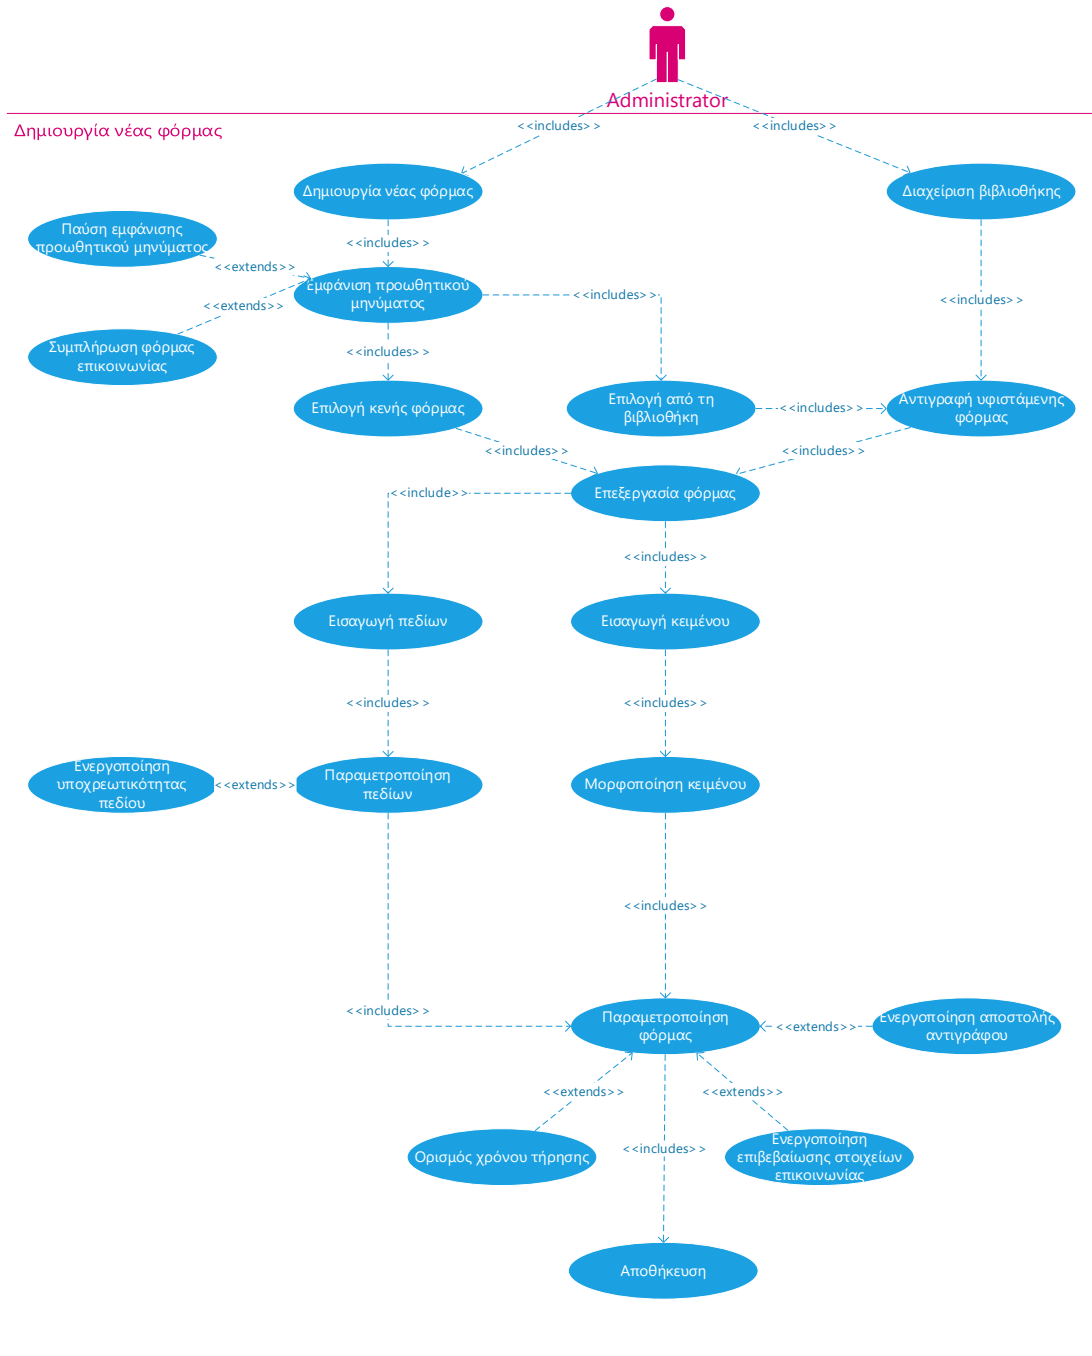 Administrator
Δημιουργία νέας φόρμας
<<includes>>
<<includes>>
Δημιουργία νέας φόρμας
Διαχείριση βιβλιοθήκης
Παύση εμφάνισης
προωθητικού μηνύματος
<<includes>>
<<extends>>
Εμφάνιση προωθητικού
μηνύματος
<<includes>>
<<includes>>
<<extends>>
Συμπλήρωση φόρμας
επικοινωνίας
<<includes>>
Επιλογή κενής φόρμας
Επιλογή από τη
βιβλιοθήκη
<<includes>>
Αντιγραφή υφιστάμενης
φόρμας
<<includes>>
<<includes>>
<<include>>
Επεξεργασία φόρμας
<<includes>>
Εισαγωγή πεδίων
Εισαγωγή κειμένου
<<includes>>
<<includes>>
Ενεργοποίηση
υποχρεωτικότητας
πεδίου
<<extends>>
Παραμετροποίηση
πεδίων
Μορφοποίηση κειμένου
<<includes>>
<<includes>>
Παραμετροποίηση
φόρμας
<<extends>>
Ενεργοποίηση αποστολής
αντιγράφου
<<extends>>
<<extends>>
<<includes>>
Ορισμός χρόνου τήρησης
Ενεργοποίηση
επιβεβαίωσης στοιχείων
επικοινωνίας
Αποθήκευση